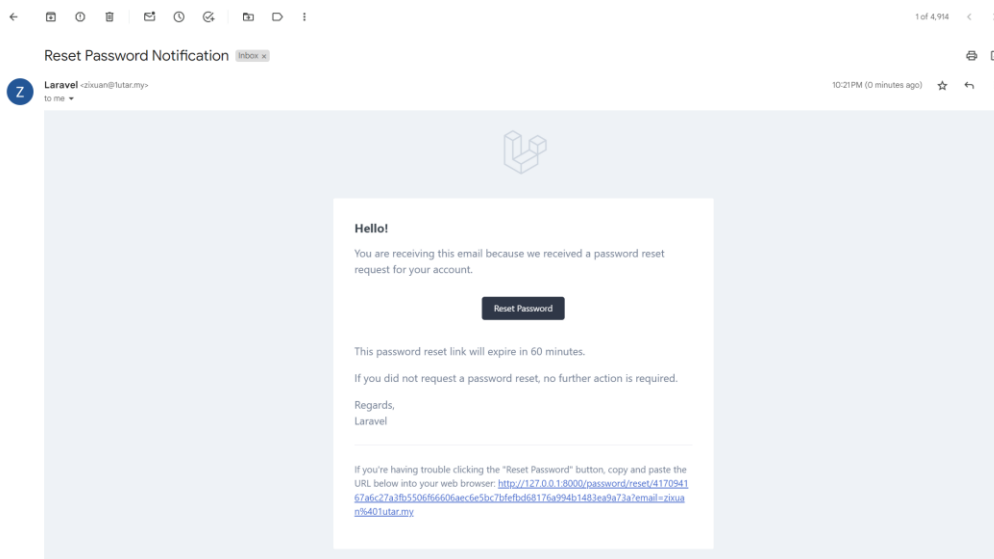 1 of 4,914
Reset Password Notification Inbox x
Laravel <zixuan@1utar.my>
10:21 PM (0 minutes ago)
Z
to me
Hello!
You are receiving this email because we received a password reset
request for your account.
Reset Password
This password reset link will expire in 60 minutes.
If you did not request a password reset, no further action is required.
Regards,
Laravel
If you're having trouble clicking the "Reset Password" button, copy and paste the
URL below into your web browser: http://127.0.0.1:8000/password/reset/4170941
67a6c27a3fb5506f66606aec6e5bc7bfefbd68176a994b1483ea9a73a?email=zixua
n%401utar.my